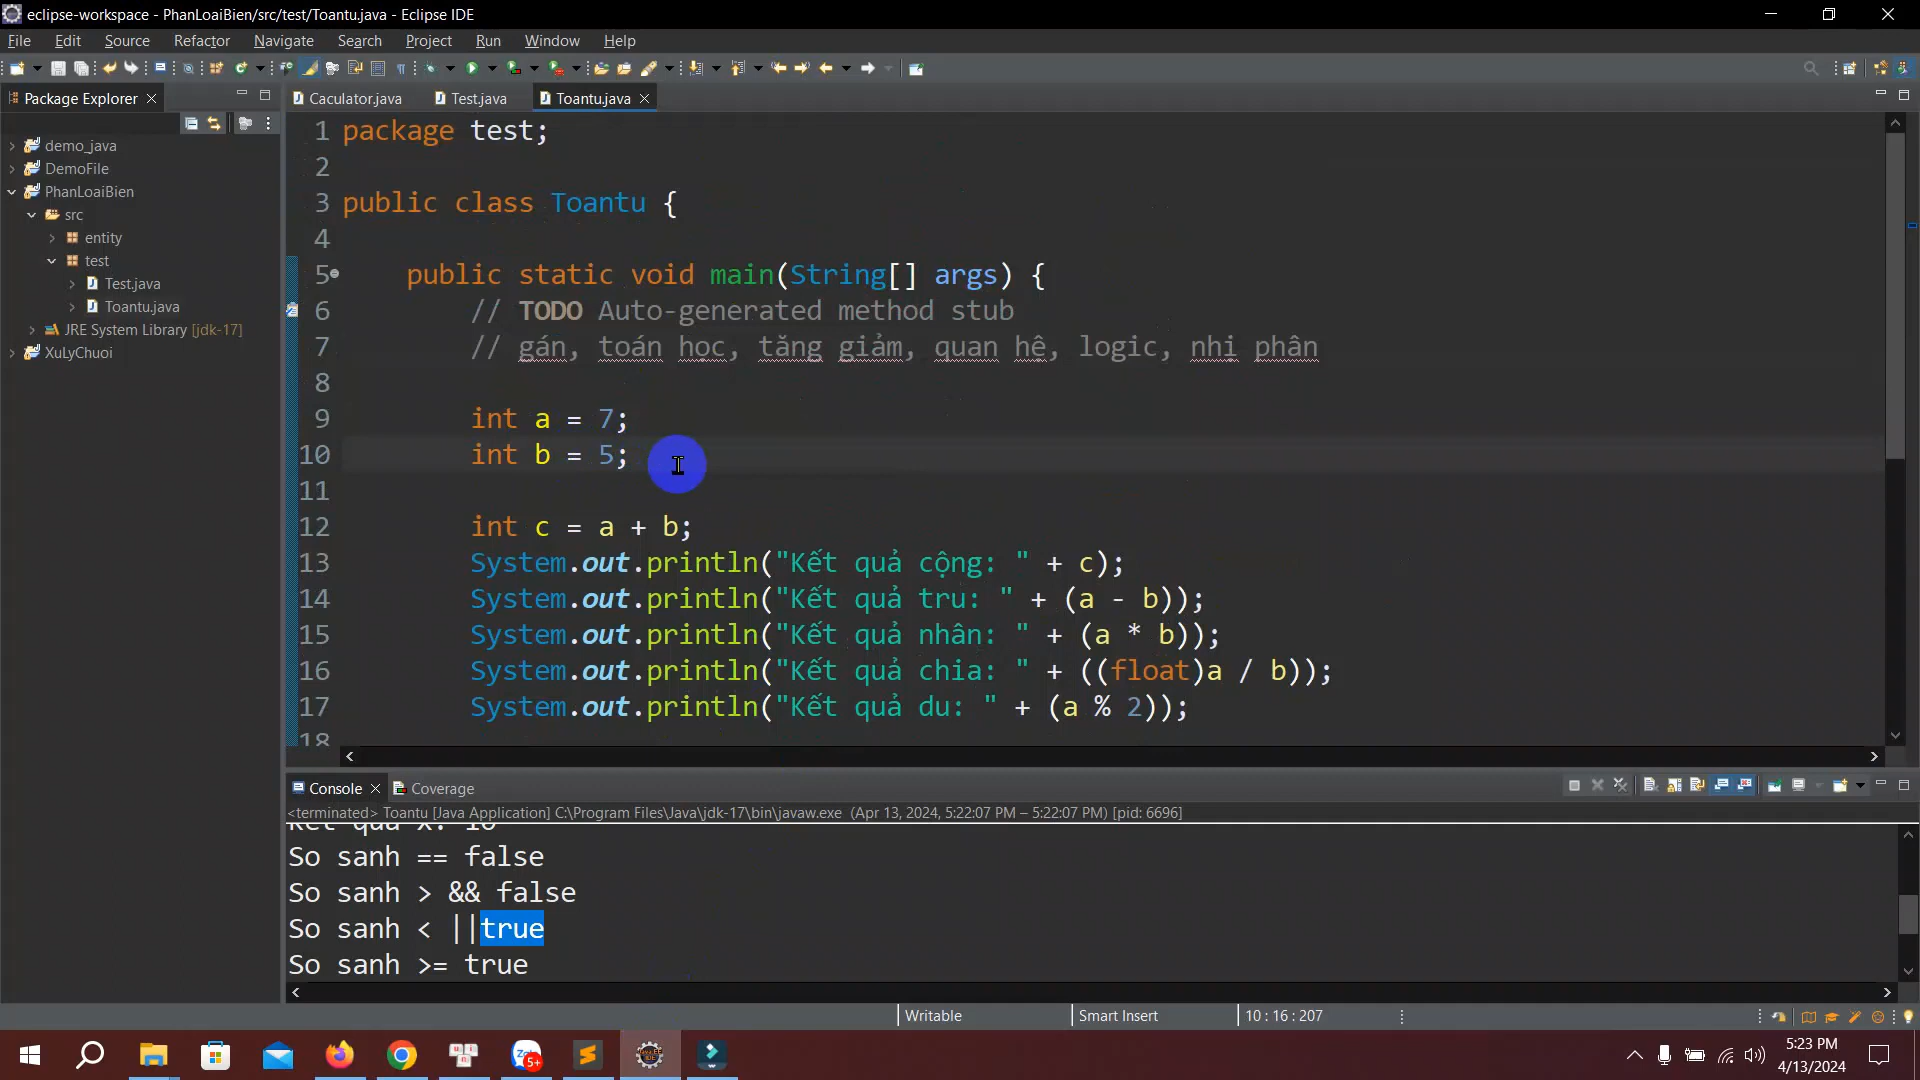 eclipse-workspace - PhanLoaiBien/src/test/Toantu.java - Eclipse IDE
File Edit Source Refactor Navigate Search Project Run Window Help
Package Explorer
Caculator.java Test.java Toantu.java
demo_java
DemoFile
PhanLoaiBien
src
entity
test
Test.java
Toantu.java
JRE System Library [jdk-17]
XuLyChuoi
1 package test;
2
3 public class Toantu {
4
5 public static void main(String[] args) {
6 // TODO Auto-generated method stub
7 // gán, toán học, tăng giảm, quan hệ, logic, nhi phân
8
9 int a = 7;
10 int b = 5;
11
12 int c = a + b;
13 System.out.println("Kết quả cộng: " + c);
14 System.out.println("Kết quả tru: " + (a - b));
15 System.out.println("Kết quả nhân: " + (a * b));
16 System.out.println("Kết quả chia: " + ((float)a / b));
17 System.out.println("Kết quả du: " + (a % 2));
18
Console Coverage
<terminated> Toantu [Java Application] C:\Program Files\Java\jdk-17\bin\javaw.exe (Apr 13, 2024, 5:22:07 PM – 5:22:07 PM) [pid: 6696]
So sanh == false
So sanh > && false
So sanh < ||true
So sanh >= true
Writable Smart Insert 10 : 16 : 207
5+
5:23 PM
4/13/2024